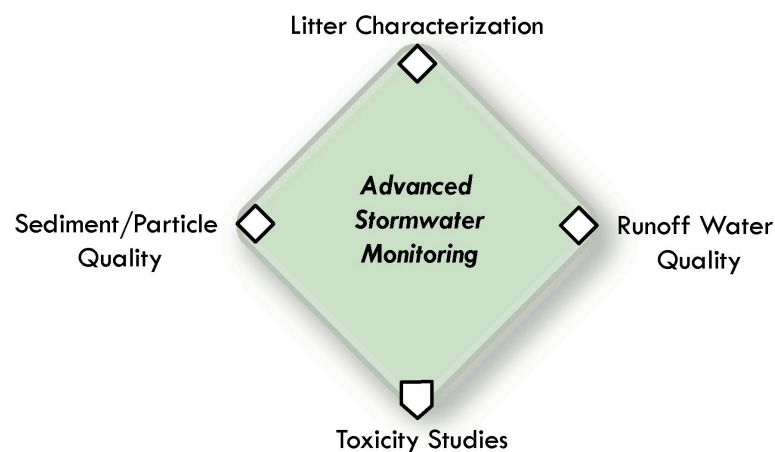 Litter Characterization
Advanced
Stormwater
Monitoring
Sediment/Particle
Quality
Runoff Water
Quality
Toxicity Studies